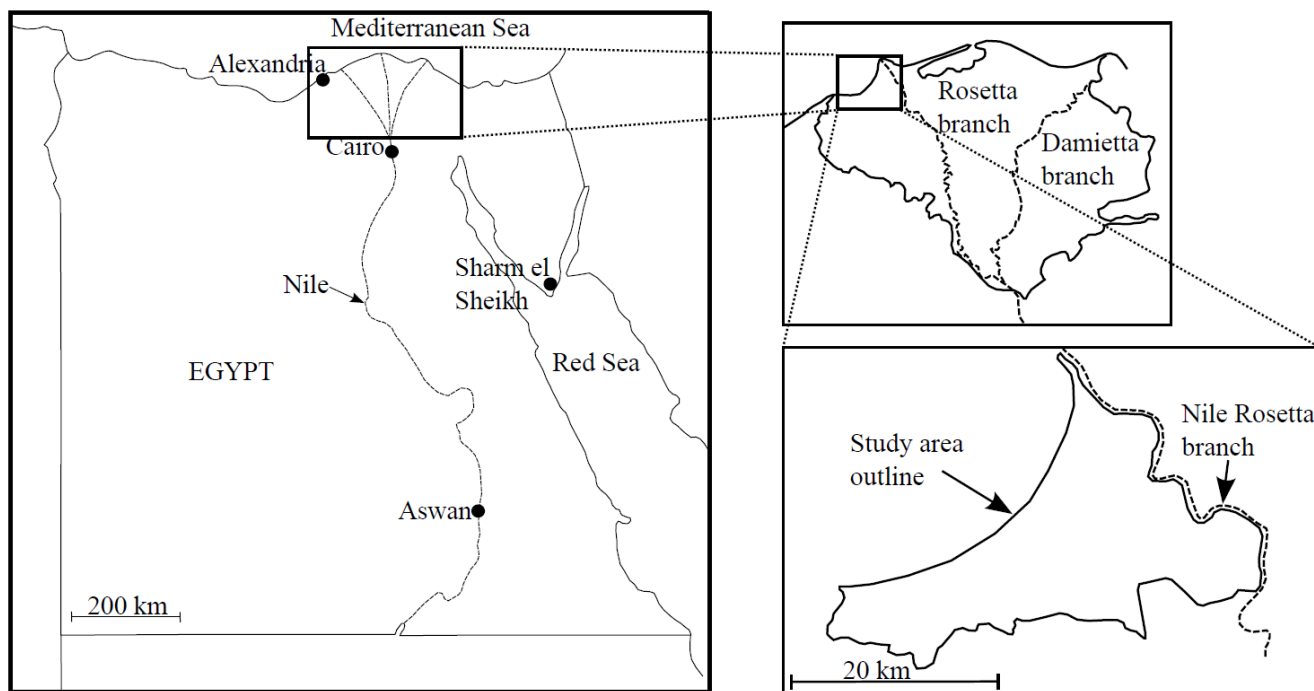 Mediterranean Sea
Alexandria
Cairo
Nile
Sharm el
Sheikh
Red Sea
EGYPT
Aswan
200 km
Rosetta
branch
Damietta
branch
Study area
outline
Nile Rosetta
branch
20 km